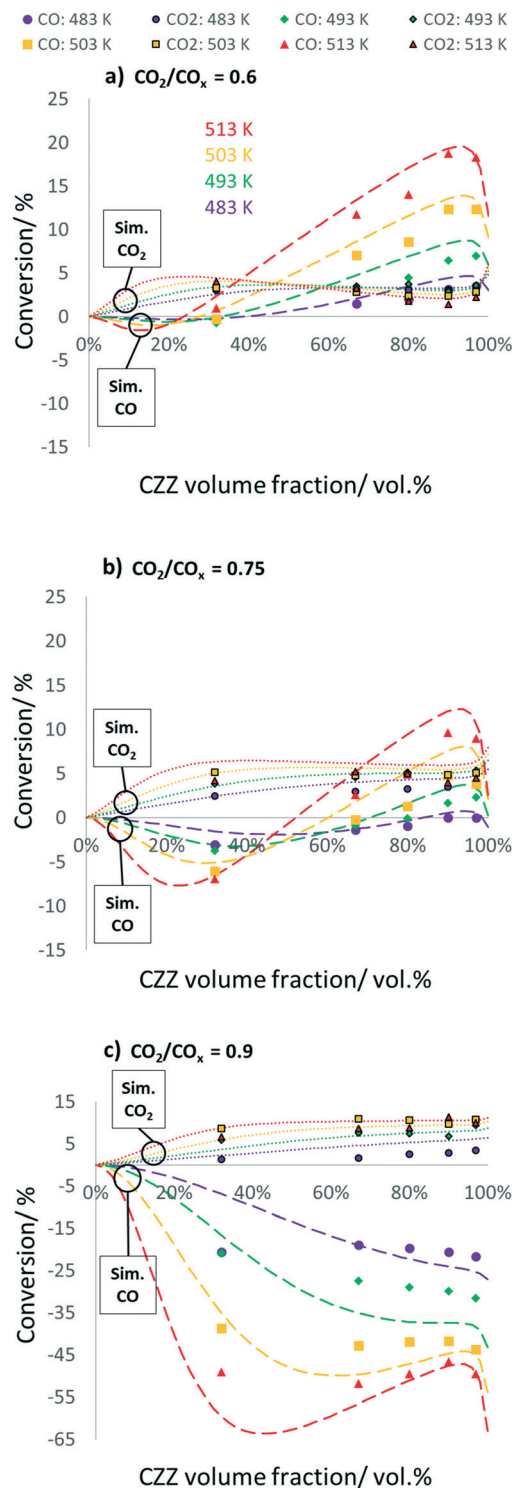 CO: 483 K CO2: 483 K CO: 493 K CO2: 493 K
CO: 503 K CO2: 503 K CO: 513 K CO2: 513 K
a) CO₂/COₓ = 0.6
25
20
15
10
5
0
-5
-10
-15
Conversion/ %
513 K
503 K
493 K
483 K
Sim.
CO₂
Sim.
CO
0% 20% 40% 60% 80% 100%
CZZ volume fraction/ vol.%
b) CO₂/COₓ = 0.75
25
20
15
10
5
0
-5
-10
-15
Conversion/ %
Sim.
CO₂
Sim.
CO
0% 20% 40% 60% 80% 100%
CZZ volume fraction/ vol.%
c) CO₂/COₓ = 0.9
15
5
-5
-15
-25
-35
-45
-55
-65
Conversion/ %
Sim.
CO₂
Sim.
CO
0% 20% 40% 60% 80% 100%
CZZ volume fraction/ vol.%